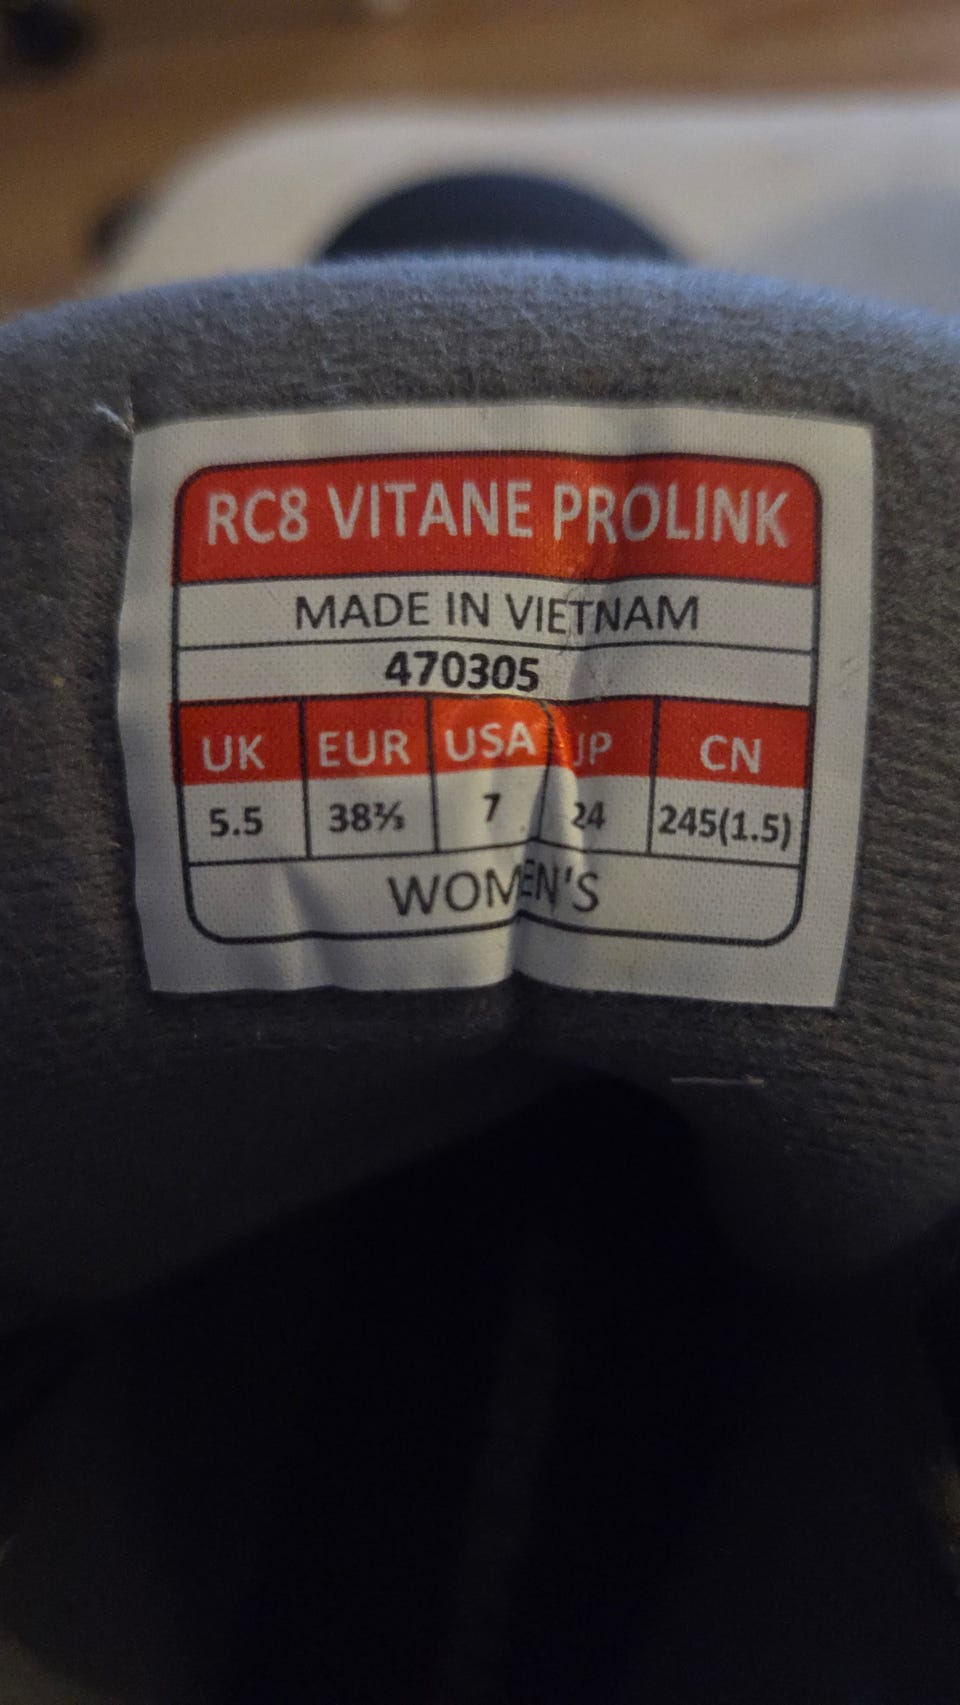 RC8 VITANE PROLINK
MADE IN VIETNAM
470305
UK EUR USA JP CN
5.5 38⅔ 7 24 245(1.5)
WOMEN'S